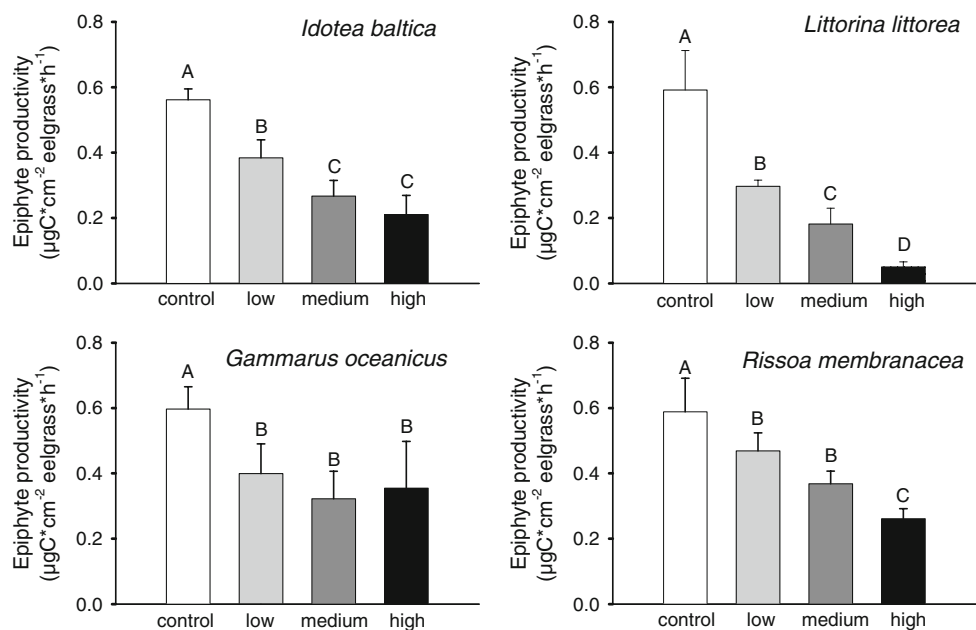 Idotea baltica
Epiphyte productivity
(µgC*cm⁻² eelgrass*h⁻¹)
0.8
0.6
0.4
0.2
0.0
A
B
C
C
control low medium high
Littorina littorea
Epiphyte productivity
(µgC*cm⁻² eelgrass*h⁻¹)
0.8
0.6
0.4
0.2
0.0
A
B
C
D
control low medium high
Gammarus oceanicus
Epiphyte productivity
(µgC*cm⁻² eelgrass*h⁻¹)
0.8
0.6
0.4
0.2
0.0
A
B
B
B
control low medium high
Rissoa membranacea
Epiphyte productivity
(µgC*cm⁻² eelgrass*h⁻¹)
0.8
0.6
0.4
0.2
0.0
A
B
B
C
control low medium high